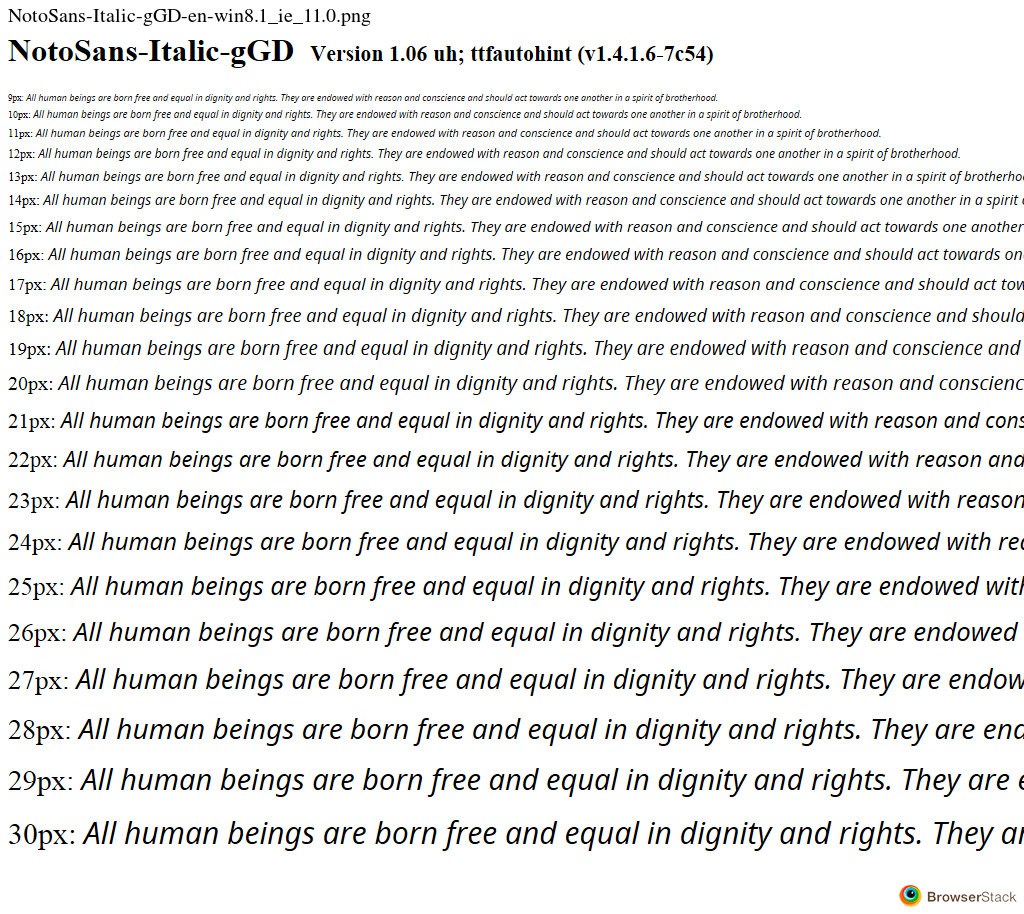 NotoSans-Italic-gGD-en-win8.1_ie_11.0.png
NotoSans-Italic-gGD Version 1.06 uh; ttfautohint (v1.4.1.6-7c54)
9px: All human beings are born free and equal in dignity and rights. They are endowed with reason and conscience and should act towards one another in a spirit of brotherhood.
10px: All human beings are born free and equal in dignity and rights. They are endowed with reason and conscience and should act towards one another in a spirit of brotherhood.
11px: All human beings are born free and equal in dignity and rights. They are endowed with reason and conscience and should act towards one another in a spirit of brotherhood.
12px: All human beings are born free and equal in dignity and rights. They are endowed with reason and conscience and should act towards one another in a spirit of brotherhood.
13px: All human beings are born free and equal in dignity and rights. They are endowed with reason and conscience and should act towards one another in a spirit of brotherho
14px: All human beings are born free and equal in dignity and rights. They are endowed with reason and conscience and should act towards one another in a spirit
15px: All human beings are born free and equal in dignity and rights. They are endowed with reason and conscience and should act towards one another
16px: All human beings are born free and equal in dignity and rights. They are endowed with reason and conscience and should act towards on
17px: All human beings are born free and equal in dignity and rights. They are endowed with reason and conscience and should act tow
18px: All human beings are born free and equal in dignity and rights. They are endowed with reason and conscience and should
19px: All human beings are born free and equal in dignity and rights. They are endowed with reason and conscience and
20px: All human beings are born free and equal in dignity and rights. They are endowed with reason and conscienc
21px: All human beings are born free and equal in dignity and rights. They are endowed with reason and cons
22px: All human beings are born free and equal in dignity and rights. They are endowed with reason and
23px: All human beings are born free and equal in dignity and rights. They are endowed with reason
24px: All human beings are born free and equal in dignity and rights. They are endowed with rea
25px: All human beings are born free and equal in dignity and rights. They are endowed with
26px: All human beings are born free and equal in dignity and rights. They are endowed
27px: All human beings are born free and equal in dignity and rights. They are endow
28px: All human beings are born free and equal in dignity and rights. They are end
29px: All human beings are born free and equal in dignity and rights. They are e
30px: All human beings are born free and equal in dignity and rights. They ar
BrowserStack